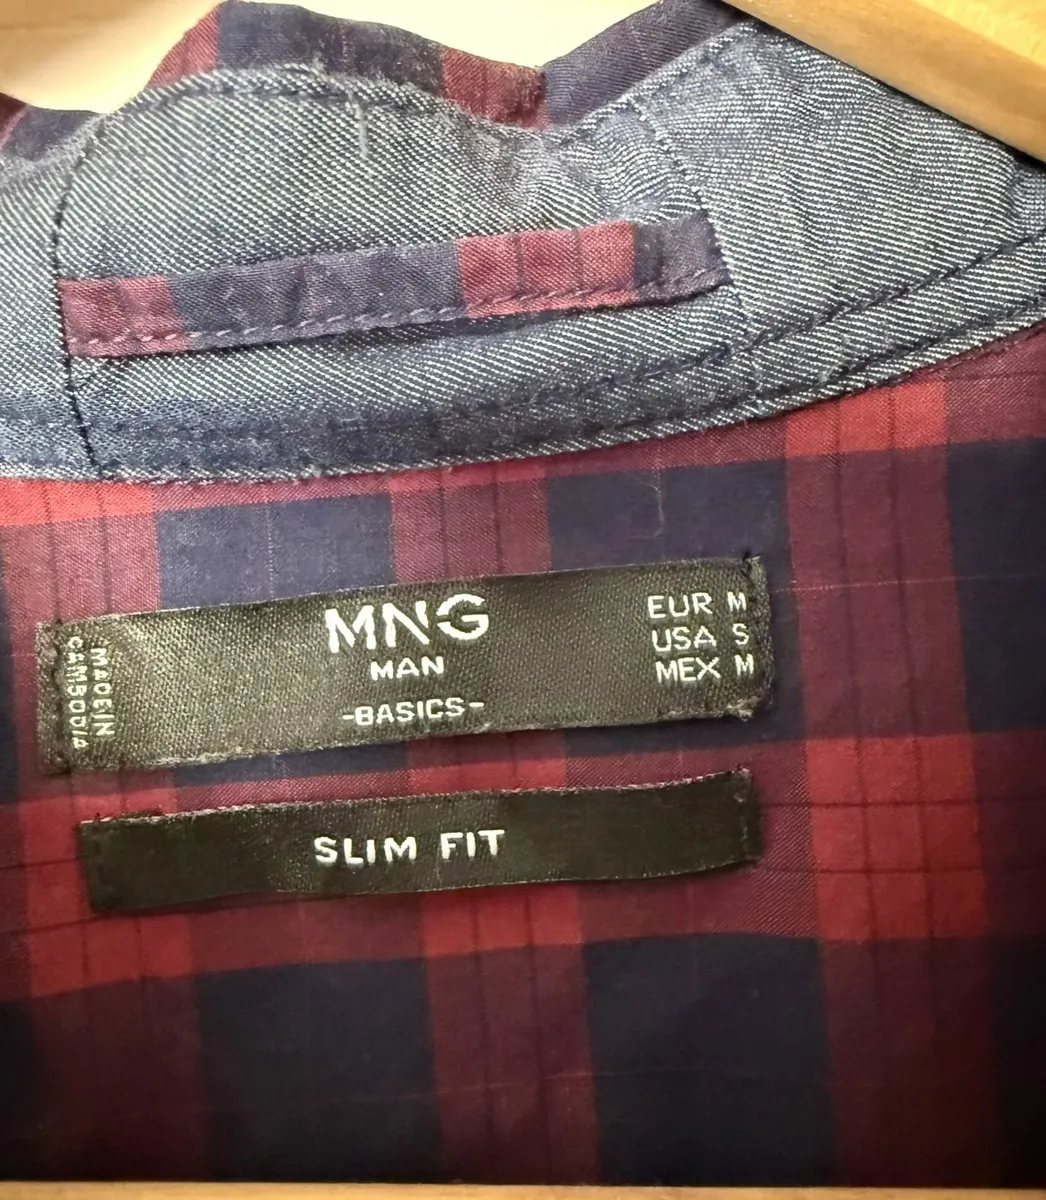 MNG
MAN
-BASICS-
EUR M
USA S
MEX M
MADE IN
CAMBODIA
SLIM FIT